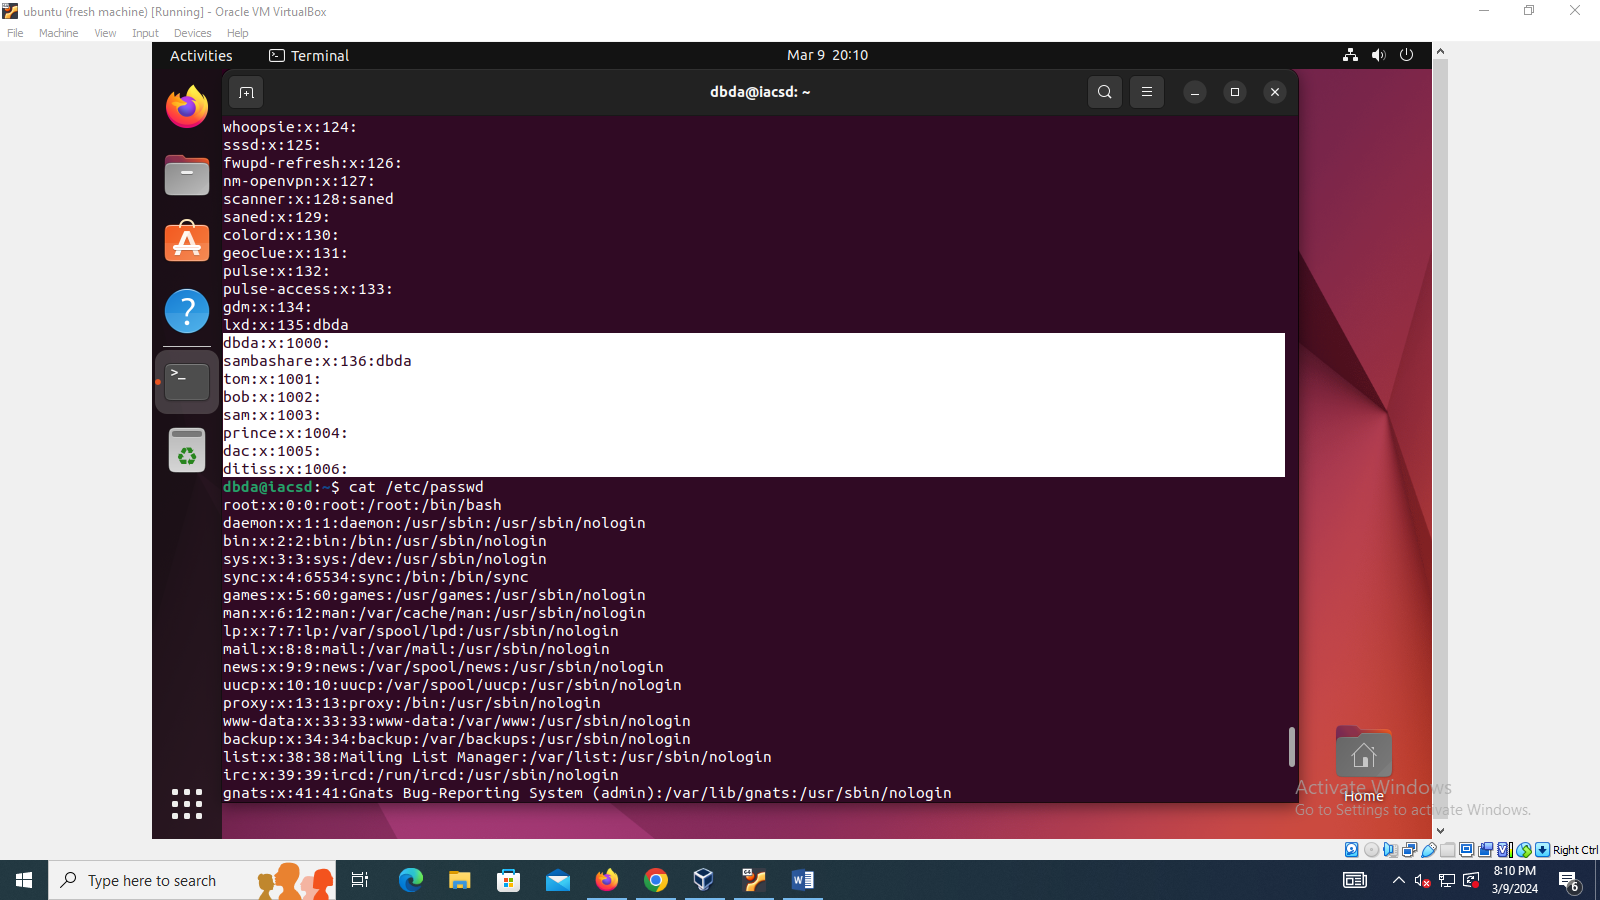 ubuntu (fresh machine) [Running] - Oracle VM VirtualBox
File Machine View Input Devices Help
Activities Terminal Mar 9 20:10
dbda@iacsd: ~
whoopsie:x:124:
sssd:x:125:
fwupd-refresh:x:126:
nm-openvpn:x:127:
scanner:x:128:saned
saned:x:129:
colord:x:130:
geoclue:x:131:
pulse:x:132:
pulse-access:x:133:
gdm:x:134:
lxd:x:135:dbda
dbda:x:1000:
sambashare:x:136:dbda
tom:x:1001:
bob:x:1002:
sam:x:1003:
prince:x:1004:
dac:x:1005:
ditiss:x:1006:
dbda@iacsd:~$ cat /etc/passwd
root:x:0:0:root:/root:/bin/bash
daemon:x:1:1:daemon:/usr/sbin:/usr/sbin/nologin
bin:x:2:2:bin:/bin:/usr/sbin/nologin
sys:x:3:3:sys:/dev:/usr/sbin/nologin
sync:x:4:65534:sync:/bin:/bin/sync
games:x:5:60:games:/usr/games:/usr/sbin/nologin
man:x:6:12:man:/var/cache/man:/usr/sbin/nologin
lp:x:7:7:lp:/var/spool/lpd:/usr/sbin/nologin
mail:x:8:8:mail:/var/mail:/usr/sbin/nologin
news:x:9:9:news:/var/spool/news:/usr/sbin/nologin
uucp:x:10:10:uucp:/var/spool/uucp:/usr/sbin/nologin
proxy:x:13:13:proxy:/bin:/usr/sbin/nologin
www-data:x:33:33:www-data:/var/www:/usr/sbin/nologin
backup:x:34:34:backup:/var/backups:/usr/sbin/nologin
list:x:38:38:Mailing List Manager:/var/list:/usr/sbin/nologin
irc:x:39:39:ircd:/run/ircd:/usr/sbin/nologin
gnats:x:41:41:Gnats Bug-Reporting System (admin):/var/lib/gnats:/usr/sbin/nologin
Home
Activate Windows
Go to Settings to activate Windows.
Right Ctrl
Type here to search
8:10 PM
3/9/2024
6